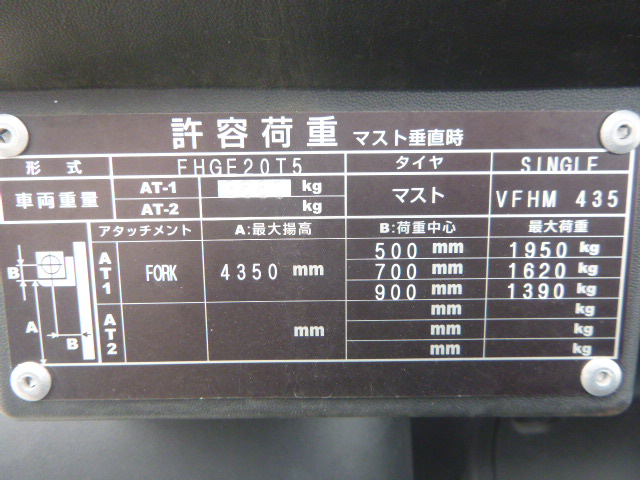 許容荷重 マスト垂直時
形式 FHGE20T5 タイヤ SINGLE
車両重量 AT-1 kg マスト VFHM 435
AT-2 kg
アタッチメント A:最大揚高 B:荷重中心 最大荷重
AT1 FORK 4350 mm 500 mm 1950 kg
700 mm 1620 kg
900 mm 1390 kg
AT2 mm mm kg
mm kg
mm kg
B
A
B